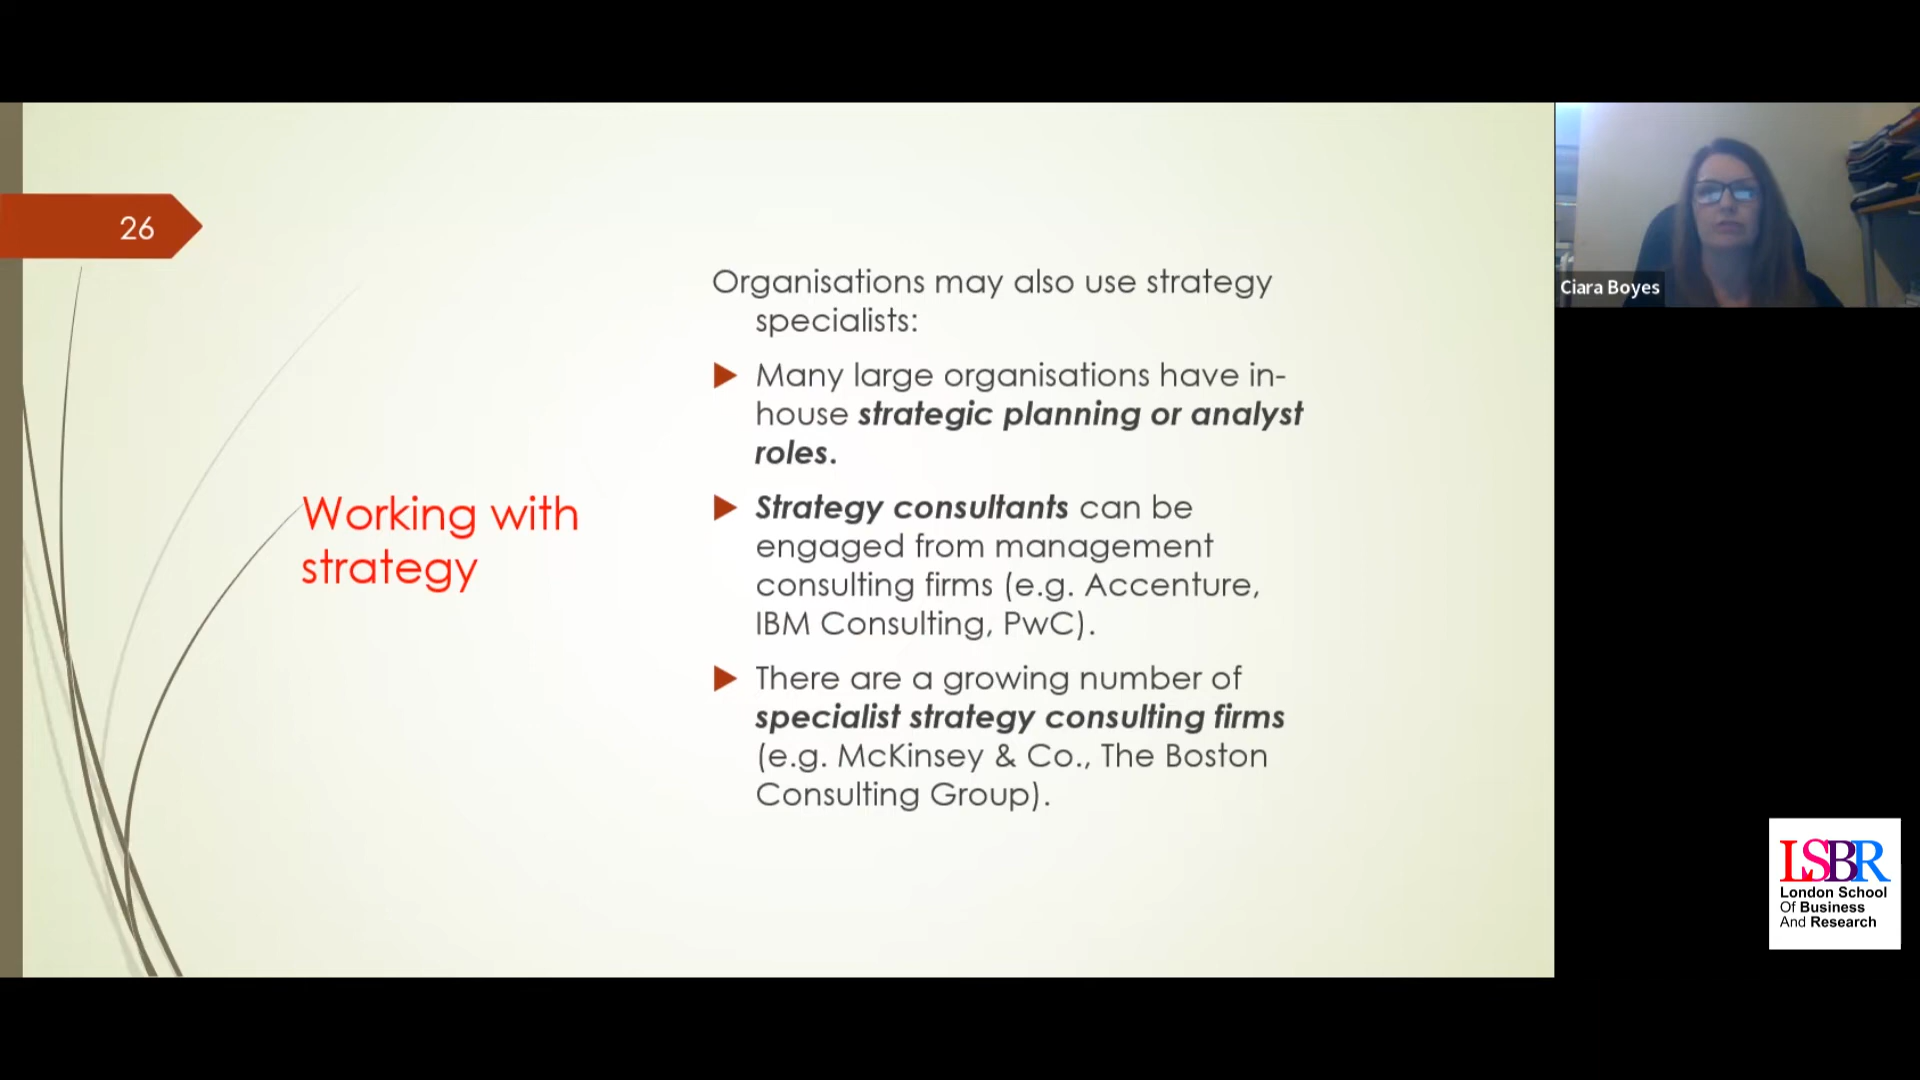 26
Working with
strategy
Organisations may also use strategy
specialists:
Many large organisations have in-
house strategic planning or analyst
roles.
Strategy consultants can be
engaged from management
consulting firms (e.g. Accenture,
IBM Consulting, PwC).
There are a growing number of
specialist strategy consulting firms
(e.g. McKinsey & Co., The Boston
Consulting Group).
Ciara Boyes
LSBR
London School
Of Business
And Research